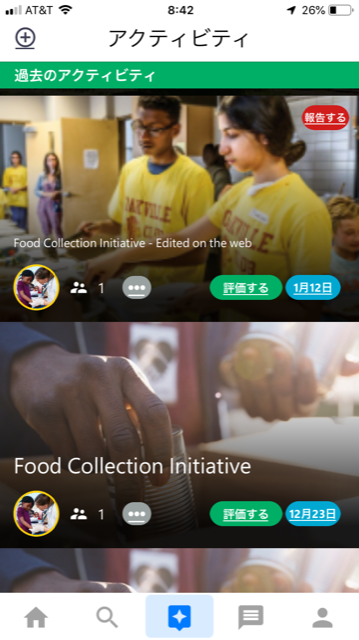 AT&T 8:42 26%
アクティビティ
過去のアクティビティ
報告する
OAKVILLE
Food Collection Initiative - Edited on the web
1 評価する 1月12日
Food Collection Initiative
1 評価する 12月23日